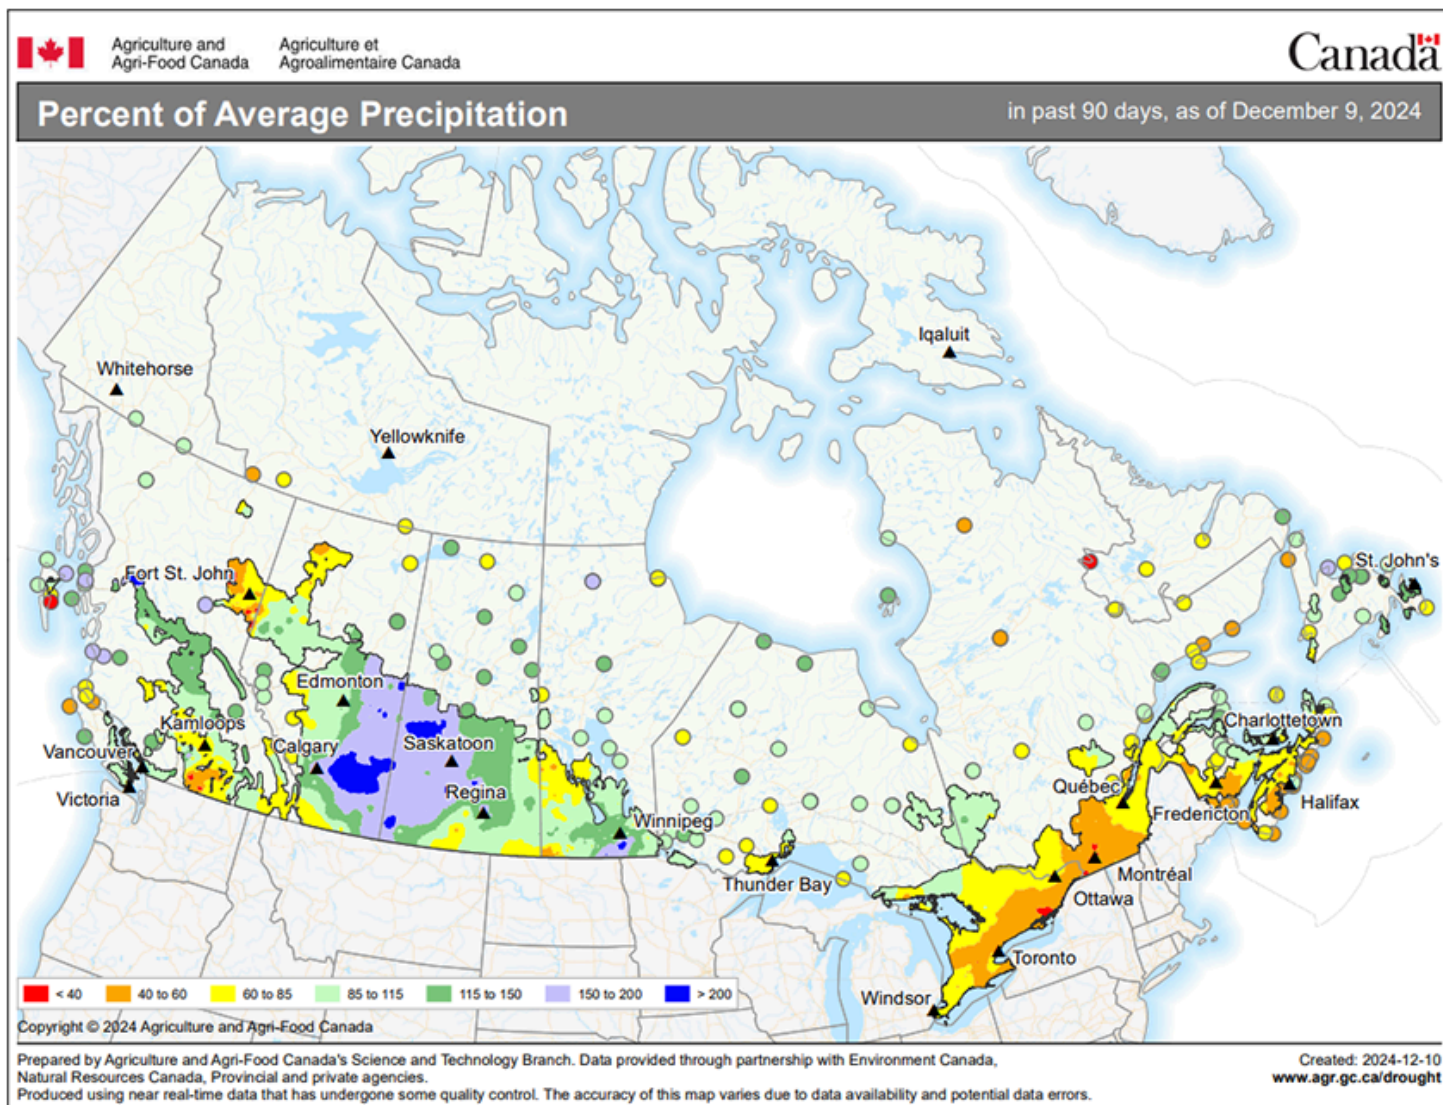 Agriculture and
Agri-Food Canada
Agriculture et
Agroalimentaire Canada
Canada
Percent of Average Precipitation
in past 90 days, as of December 9, 2024
Iqaluit
Whitehorse
Yellowknife
St. John's
Fort St. John
Edmonton
Kamloops
Charlottetown
Vancouver
Calgary
Saskatoon
Québec
Victoria
Regina
Halifax
Fredericton
Winnipeg
Montréal
Thunder Bay
Ottawa
Toronto
Windsor
< 40
40 to 60
60 to 85
85 to 115
115 to 150
150 to 200
> 200
Copyright © 2024 Agriculture and Agri-Food Canada
Prepared by Agriculture and Agri-Food Canada's Science and Technology Branch. Data provided through partnership with Environment Canada,
Natural Resources Canada, Provincial and private agencies.
Produced using near real-time data that has undergone some quality control. The accuracy of this map varies due to data availability and potential data errors.
Created: 2024-12-10
www.agr.gc.ca/drought